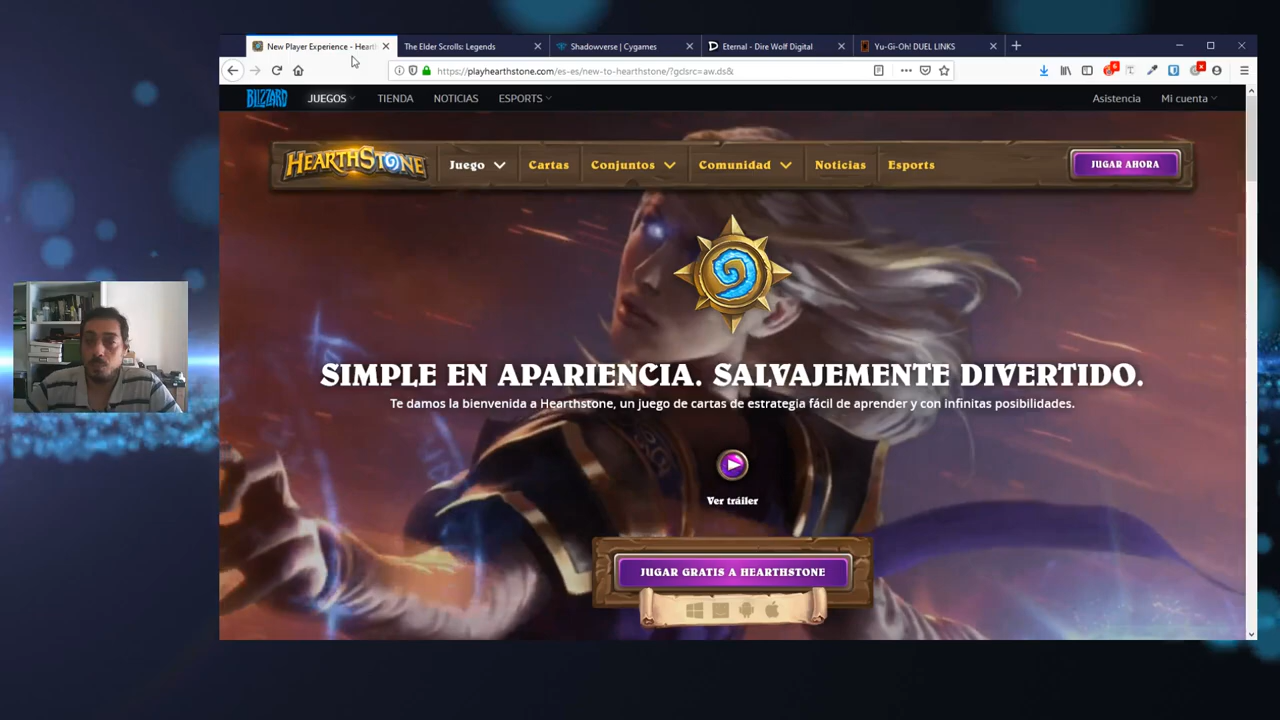 New Player Experience - Hearth
The Elder Scrolls: Legends
Shadowverse | Cygames
Eternal - Dire Wolf Digital
Yu-Gi-Oh! DUEL LINKS
https://playhearthstone.com/es-es/new-to-hearthstone/?gclsrc=aw.ds&
6
x
BLIZZARD
JUEGOS
TIENDA
NOTICIAS
ESPORTS
Asistencia
Mi cuenta
HEARTHSTONE
Juego
Cartas
Conjuntos
Comunidad
Noticias
Esports
JUGAR AHORA
SIMPLE EN APARIENCIA. SALVAJEMENTE DIVERTIDO.
Te damos la bienvenida a Hearthstone, un juego de cartas de estrategia fácil de aprender y con infinitas posibilidades.
Ver tráiler
JUGAR GRATIS A HEARTHSTONE